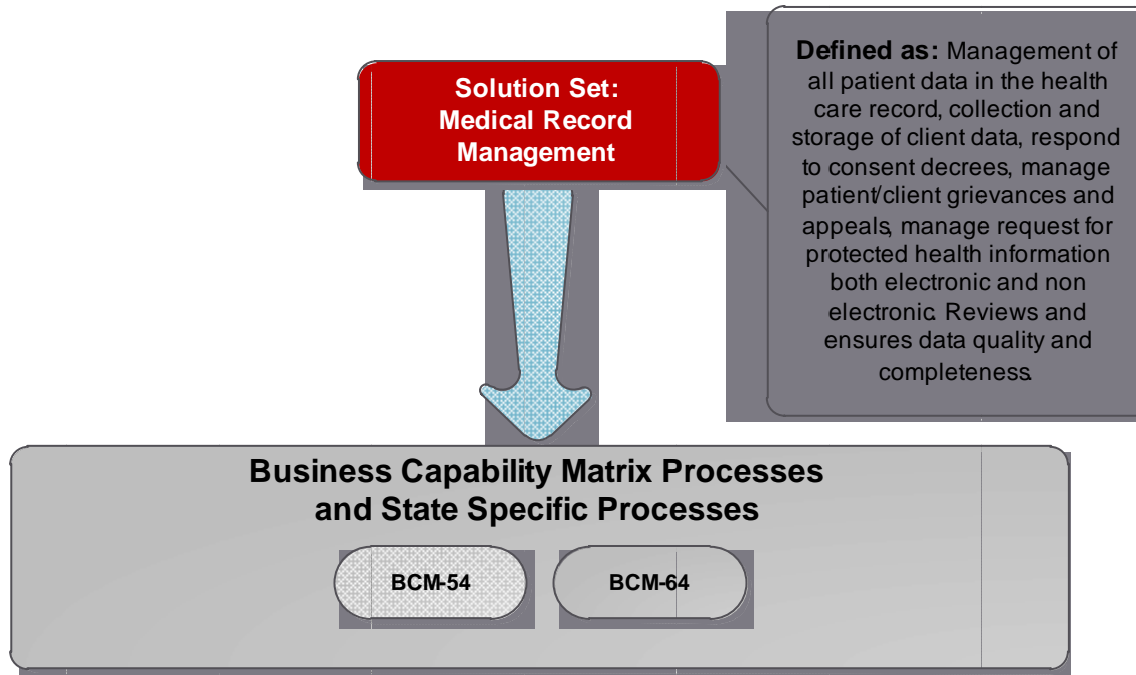 Solution Set:
Medical Record
Management
Defined as: Management of
all patient data in the health
care record, collection and
storage of client data, respond
to consent decrees, manage
patient/client grievances and
appeals, manage request for
protected health information
both electronic and non
electronic. Reviews and
ensures data quality and
completeness.
Business Capability Matrix Processes
and State Specific Processes
BCM-54
BCM-64